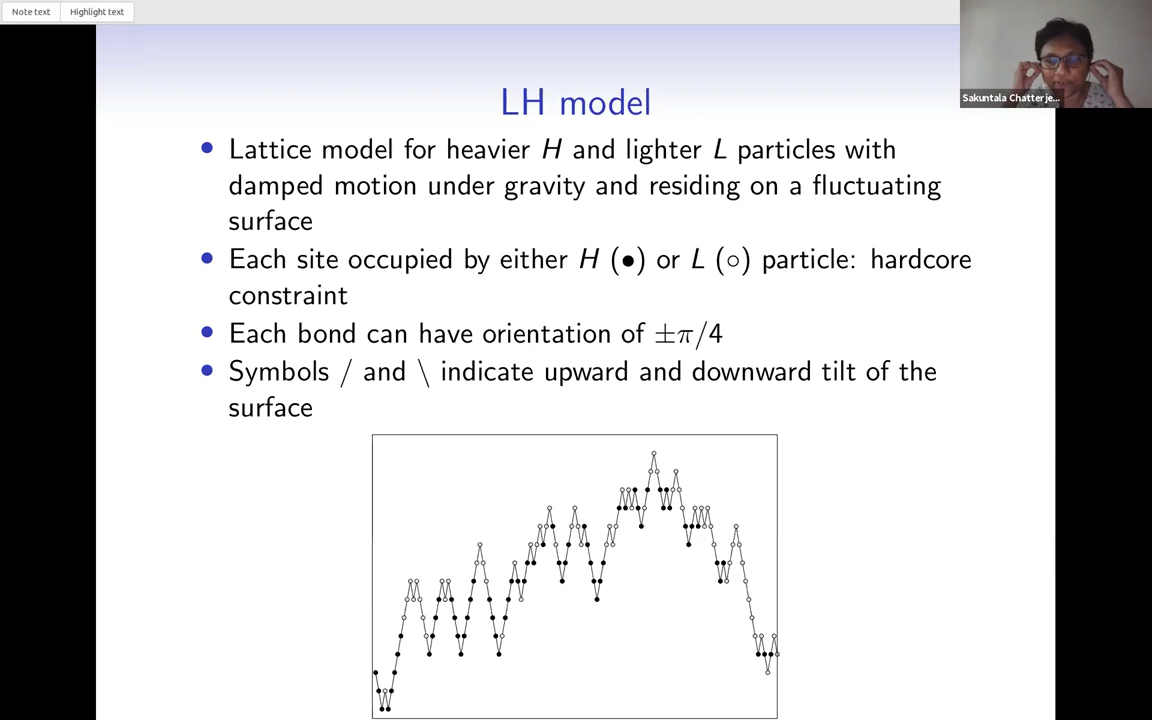 Note text
Highlight text
Sakuntala Chatterje...
LH model
• Lattice model for heavier H and lighter L particles with
damped motion under gravity and residing on a fluctuating
surface
• Each site occupied by either H (•) or L (○) particle: hardcore
constraint
• Each bond can have orientation of ±π/4
• Symbols / and \ indicate upward and downward tilt of the
surface